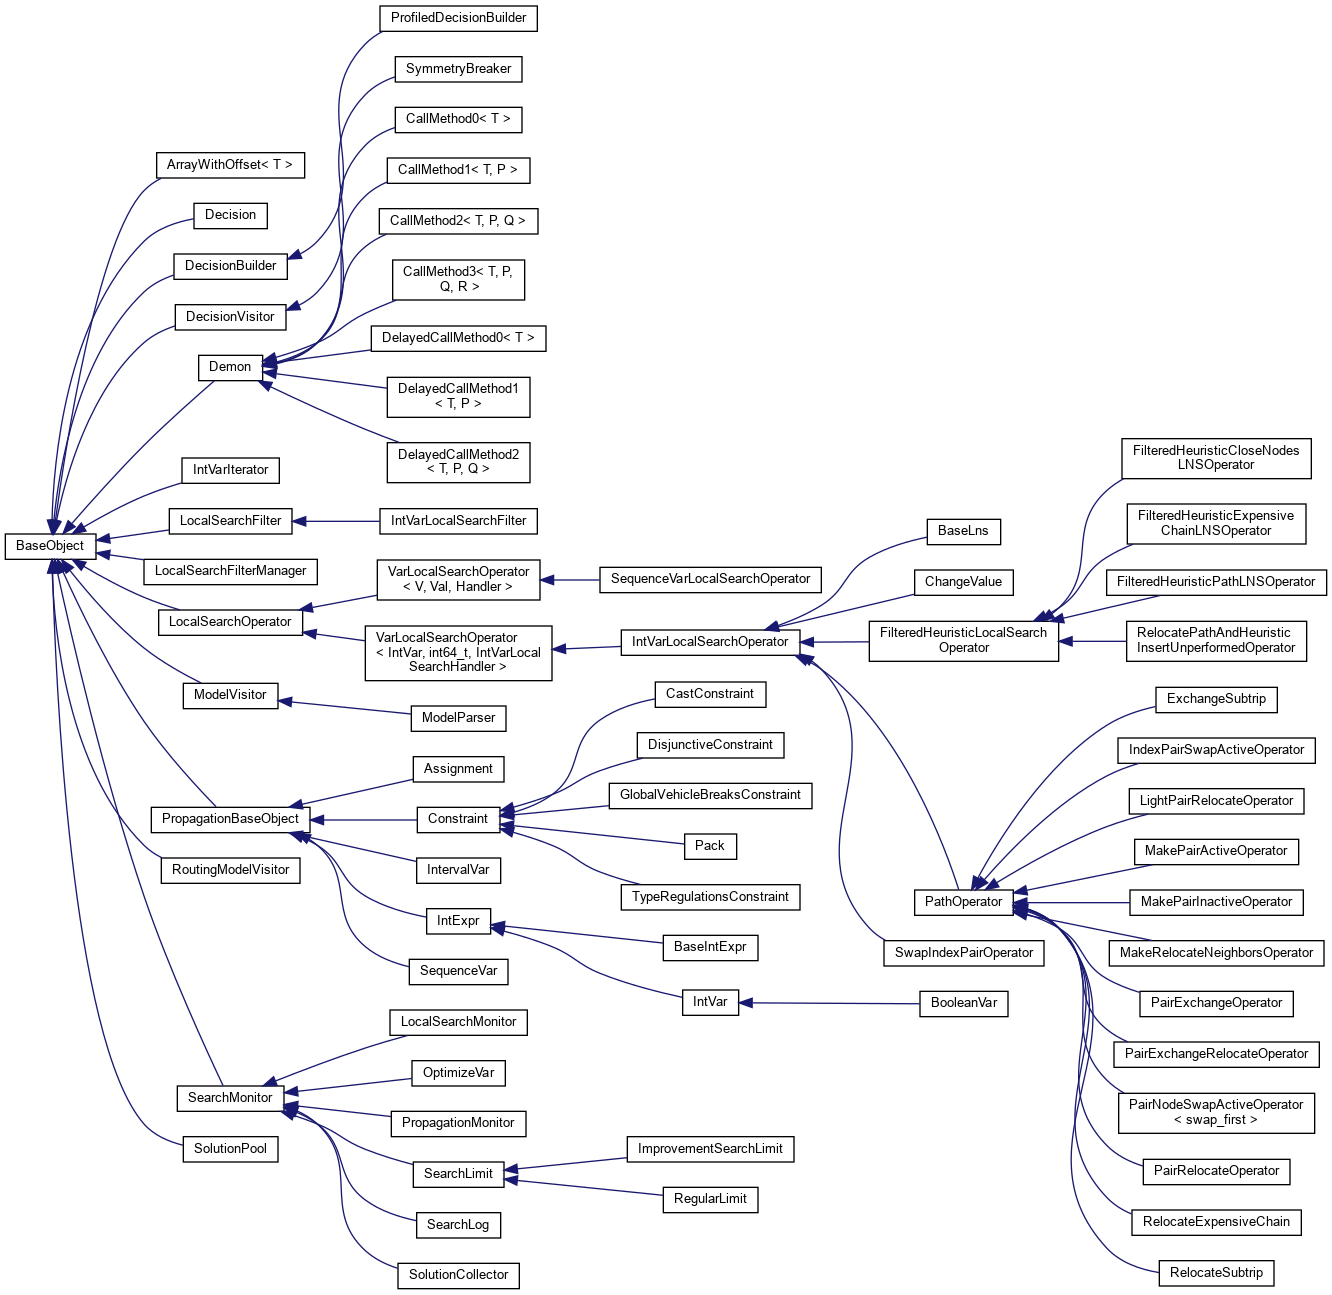 ProfiledDecisionBuilder
SymmetryBreaker
CallMethod0< T >
ArrayWithOffset< T >
CallMethod1< T, P >
Decision
CallMethod2< T, P, Q >
DecisionBuilder
CallMethod3< T, P,
Q, R >
DecisionVisitor
DelayedCallMethod0< T >
Demon
DelayedCallMethod1
< T, P >
DelayedCallMethod2
< T, P, Q >
IntVarIterator
LocalSearchFilter
IntVarLocalSearchFilter
BaseObject
LocalSearchFilterManager
VarLocalSearchOperator
< V, Val, Handler >
SequenceVarLocalSearchOperator
LocalSearchOperator
VarLocalSearchOperator
< IntVar, int64_t, IntVarLocal
SearchHandler >
IntVarLocalSearchOperator
BaseLns
ChangeValue
FilteredHeuristicLocalSearch
Operator
FilteredHeuristicCloseNodes
LNSOperator
FilteredHeuristicExpensive
ChainLNSOperator
FilteredHeuristicPathLNSOperator
RelocatePathAndHeuristic
InsertUnperformedOperator
ModelVisitor
ModelParser
CastConstraint
DisjunctiveConstraint
Assignment
GlobalVehicleBreaksConstraint
PropagationBaseObject
Constraint
Pack
RoutingModelVisitor
IntervalVar
TypeRegulationsConstraint
IntExpr
BaseIntExpr
SequenceVar
IntVar
BooleanVar
ExchangeSubtrip
IndexPairSwapActiveOperator
LightPairRelocateOperator
MakePairActiveOperator
PathOperator
MakePairInactiveOperator
SwapIndexPairOperator
MakeRelocateNeighborsOperator
PairExchangeOperator
PairExchangeRelocateOperator
PairNodeSwapActiveOperator
< swap_first >
PairRelocateOperator
RelocateExpensiveChain
RelocateSubtrip
LocalSearchMonitor
OptimizeVar
SearchMonitor
PropagationMonitor
SolutionPool
SearchLimit
ImprovementSearchLimit
RegularLimit
SearchLog
SolutionCollector